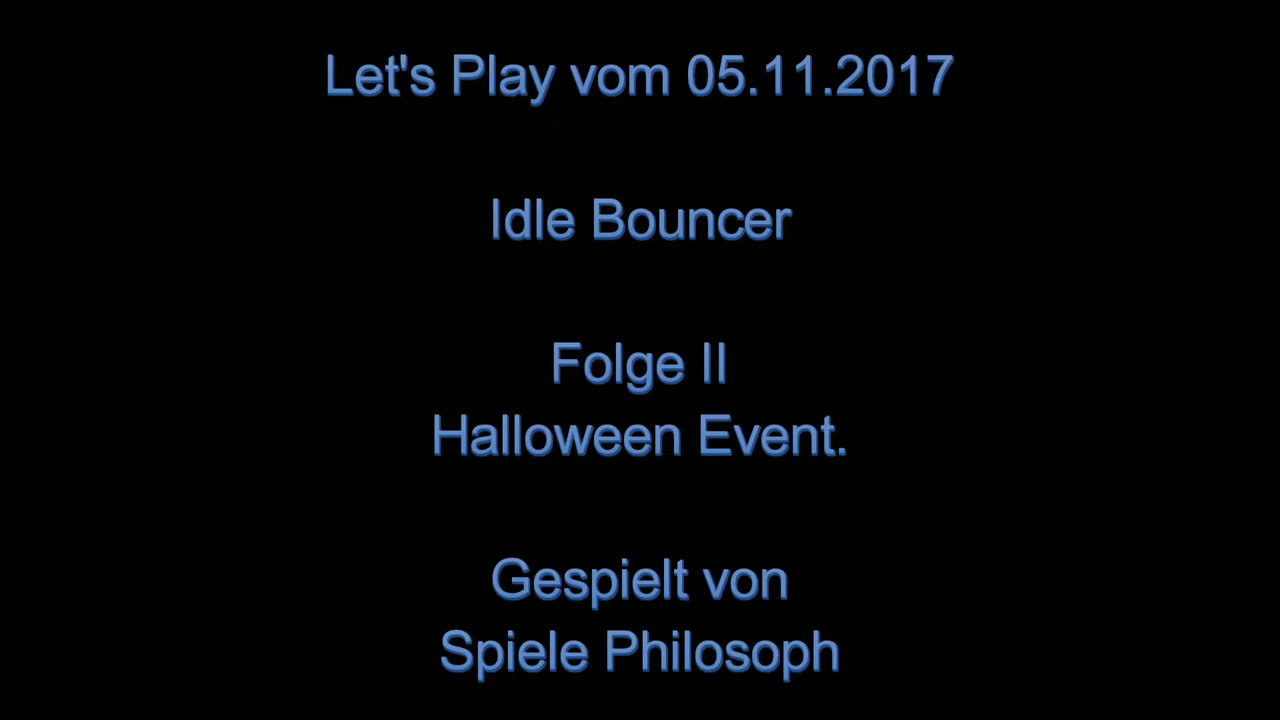 Let's Play vom 05.11.2017
Idle Bouncer
Folge II
Halloween Event.
Gespielt von
Spiele Philosoph